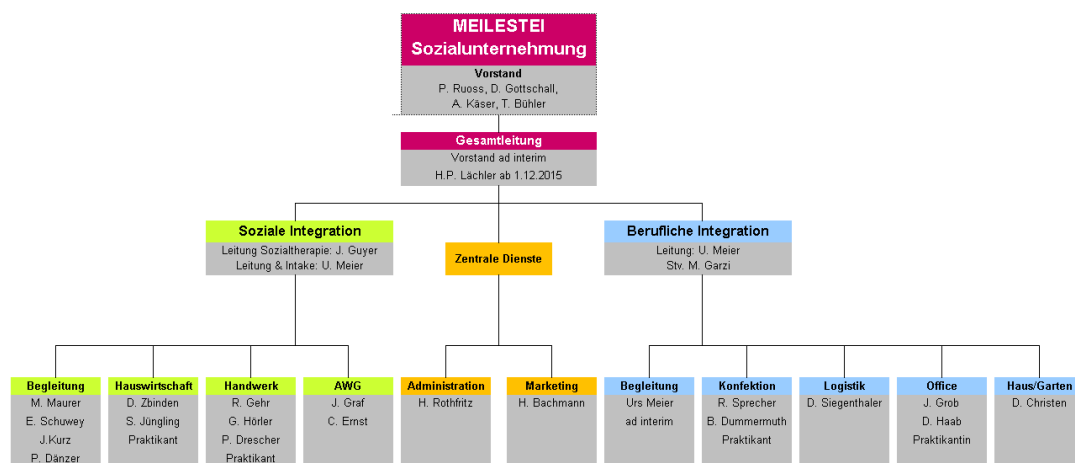 MEILESTEI
Sozialunternehmung
Vorstand
P. Ruoss, D. Gottschall,
A. Käser, T. Bühler
Gesamtleitung
Vorstand ad interim
H.P. Lächler ab 1.12.2015
Soziale Integration
Leitung Sozialtherapie: J. Guyer
Leitung & Intake: U. Meier
Zentrale Dienste
Berufliche Integration
Leitung: U. Meier
Stv. M. Garzi
Begleitung
M. Maurer
E. Schuwey
J.Kurz
P. Dänzer
Hauswirtschaft
D. Zbinden
S. Jüngling
Praktikant
Handwerk
R. Gehr
G. Hörler
P. Drescher
Praktikant
AWG
J. Graf
C. Ernst
Administration
H. Rothfritz
Marketing
H. Bachmann
Begleitung
Urs Meier
ad interim
Konfektion
R. Sprecher
B. Dummermuth
Praktikant
Logistik
D. Siegenthaler
Office
J. Grob
D. Haab
Praktikantin
Haus/Garten
D. Christen